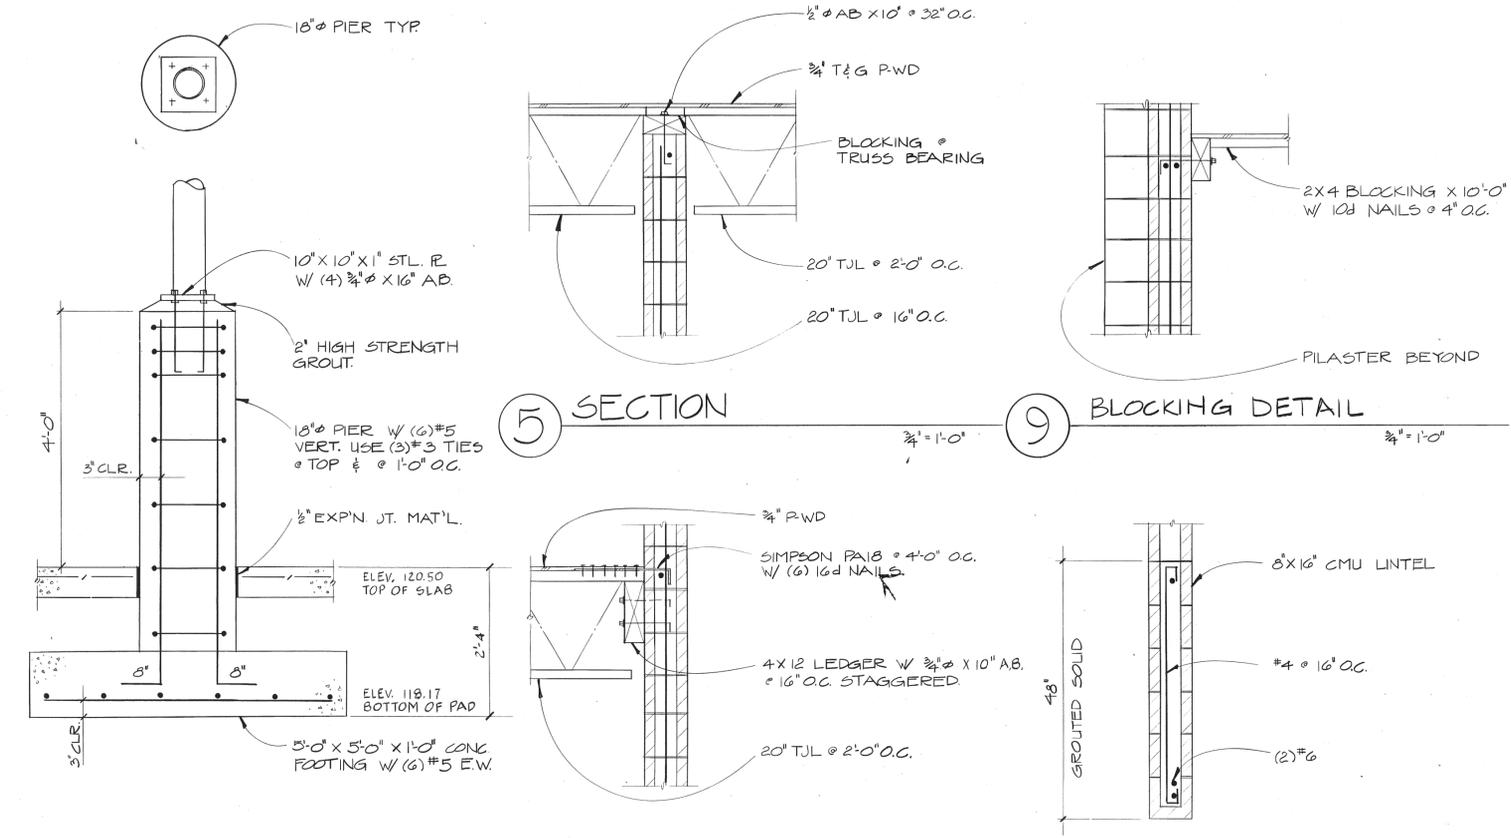 18"ø PIER TYP.
10" X 10" X 1" STL. PL
W/ (4) 3/4"ø X 16" A.B.
2" HIGH STRENGTH
GROUT.
4'-0"
18"ø PIER W/ (6) #5
VERT. USE (3) #3 TIES
@ TOP & @ 1'-0" O.C.
3" CLR.
1/2" EXP'N. JT. MAT'L.
ELEV. 120.50
TOP OF SLAB
2'-4"
8"
8"
ELEV. 118.17
BOTTOM OF PAD
3" CLR.
5'-0" X 5'-0" X 1'-0" CONC.
FOOTING W/ (6) #5 E.W.
1/2"ø AB X 10" @ 32" O.C.
3/4" T&G P-WD
BLOCKING @
TRUSS BEARING
20" TJL @ 2'-0" O.C.
20" TJL @ 16" O.C.
5
SECTION
3/4" = 1'-0"
3/4" P-WD
SIMPSON PA18 @ 4'-0" O.C.
W/ (6) 16d NAILS.
4X12 LEDGER W/ 3/4"ø X 10" A.B.
@ 16" O.C. STAGGERED.
20" TJL @ 2'-0" O.C.
2X4 BLOCKING X 10'-0"
W/ 10d NAILS @ 4" O.C.
PILASTER BEYOND
9
BLOCKING DETAIL
3/4" = 1'-0"
8"X16" CMU LINTEL
#4 @ 16" O.C.
48"
GROUTED SOLID
(2) #6